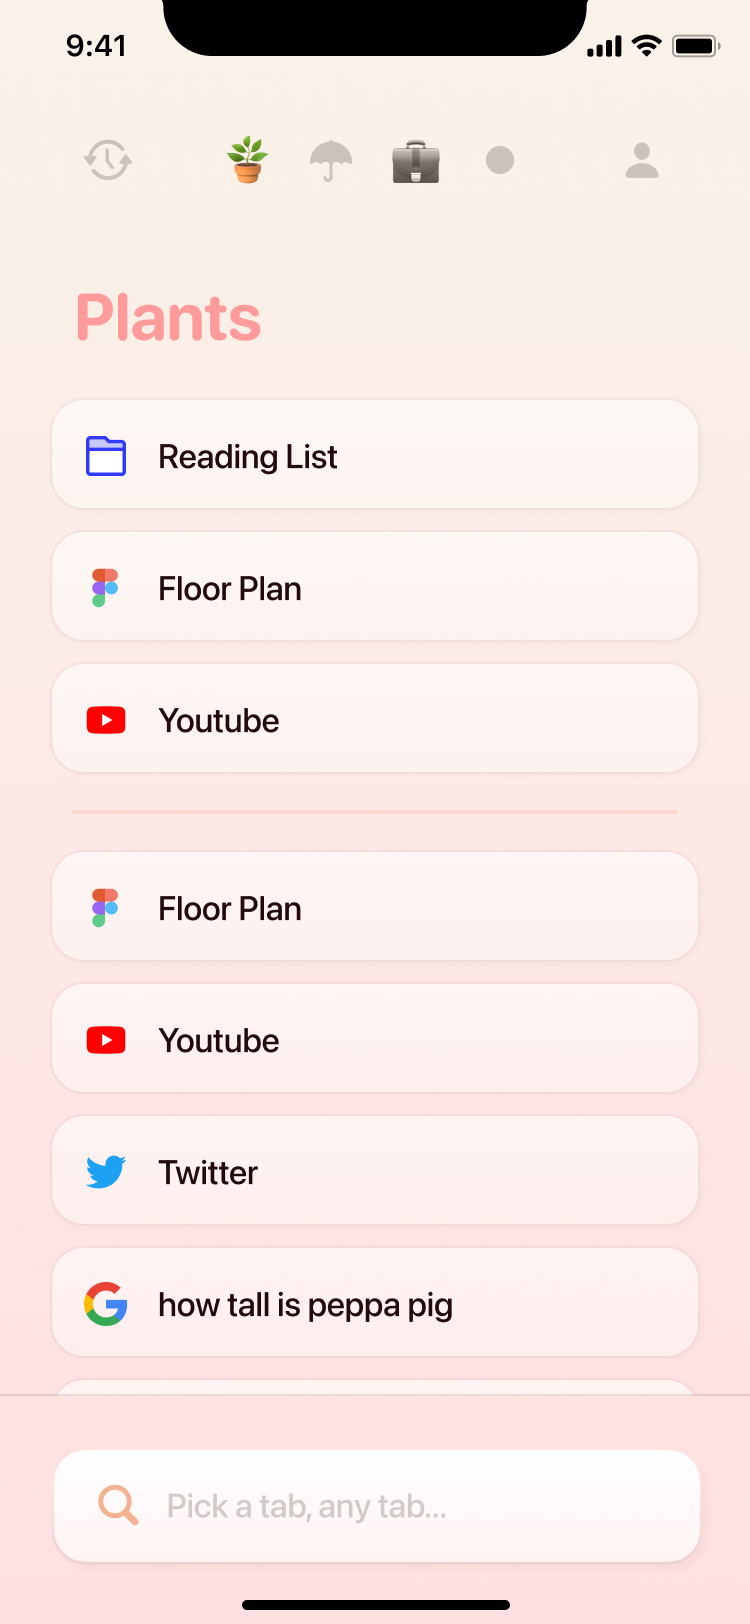 9:41
Plants
Reading List
Floor Plan
Youtube
Floor Plan
Youtube
Twitter
how tall is peppa pig
Pick a tab, any tab...